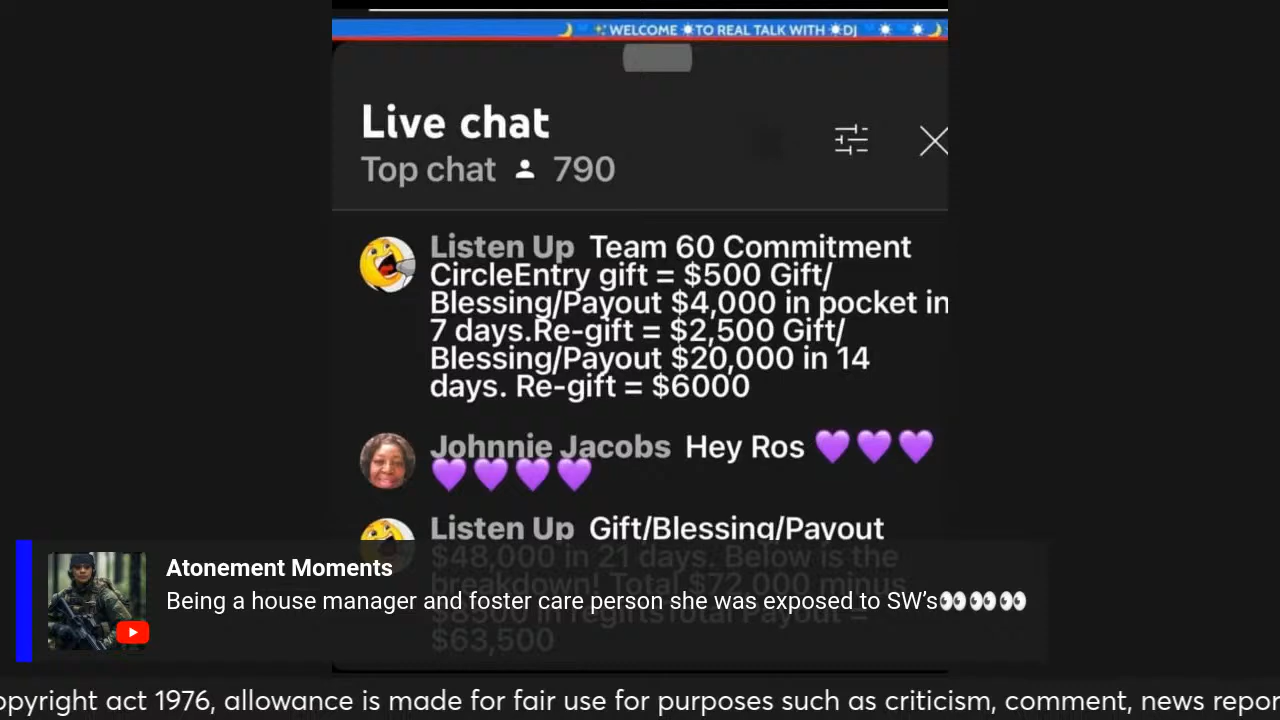 🌙 💙 ✨WELCOME ☀TO REAL TALK WITH ☀DJ 💙 ☀ 💙 ☀🌙
Live chat
Top chat 790
Listen Up Team 60 Commitment
CircleEntry gift = $500 Gift/
Blessing/Payout $4,000 in pocket in
7 days.Re-gift = $2,500 Gift/
Blessing/Payout $20,000 in 14
days. Re-gift = $6000
Johnnie Jacobs Hey Ros 💜💜💜
💜💜💜💜
Listen Up Gift/Blessing/Payout
$48,000 in 21 days. Below is the
breakdown! Total $72,000 minus
$8500 in regiftsTotal Payout =
$63,500
Atonement Moments
Being a house manager and foster care person she was exposed to SW's👀👀👀👀
opyright act 1976, allowance is made for fair use for purposes such as criticism, comment, news repor